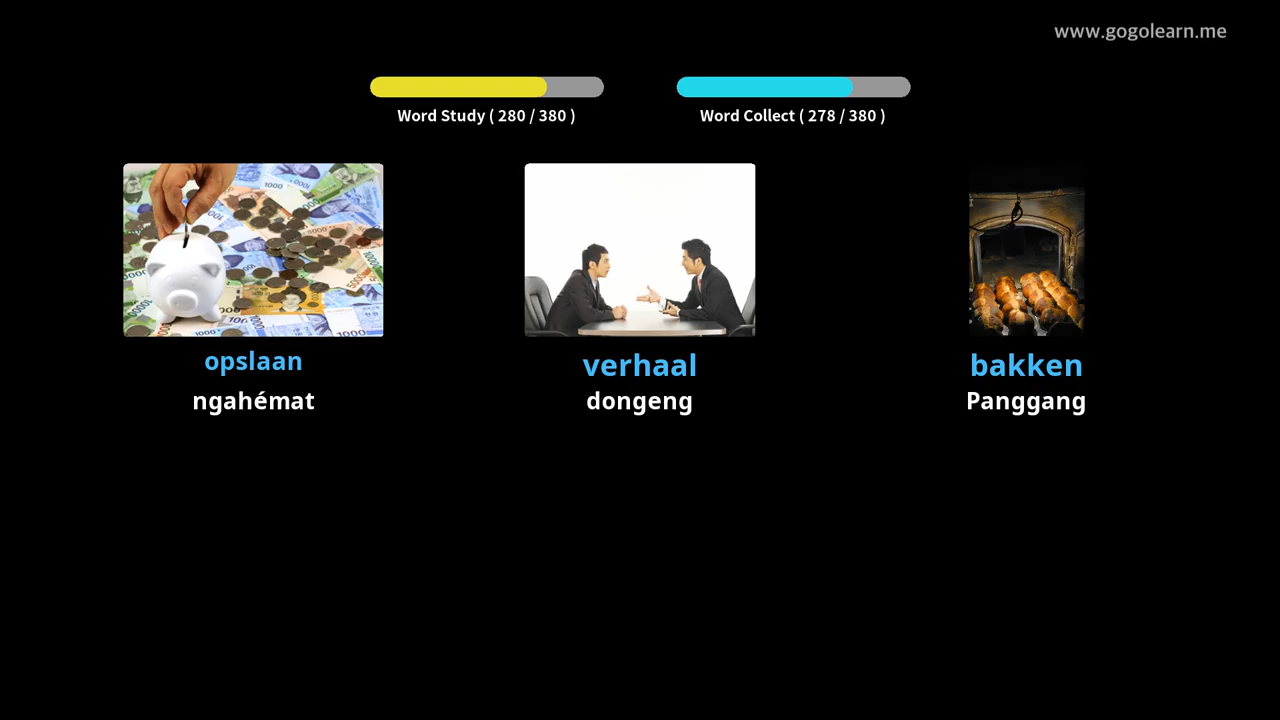 www.gogolearn.me
Word Study ( 280 / 380 )
Word Collect ( 278 / 380 )
opslaan
verhaal
bakken
ngahémat
dongeng
Panggang